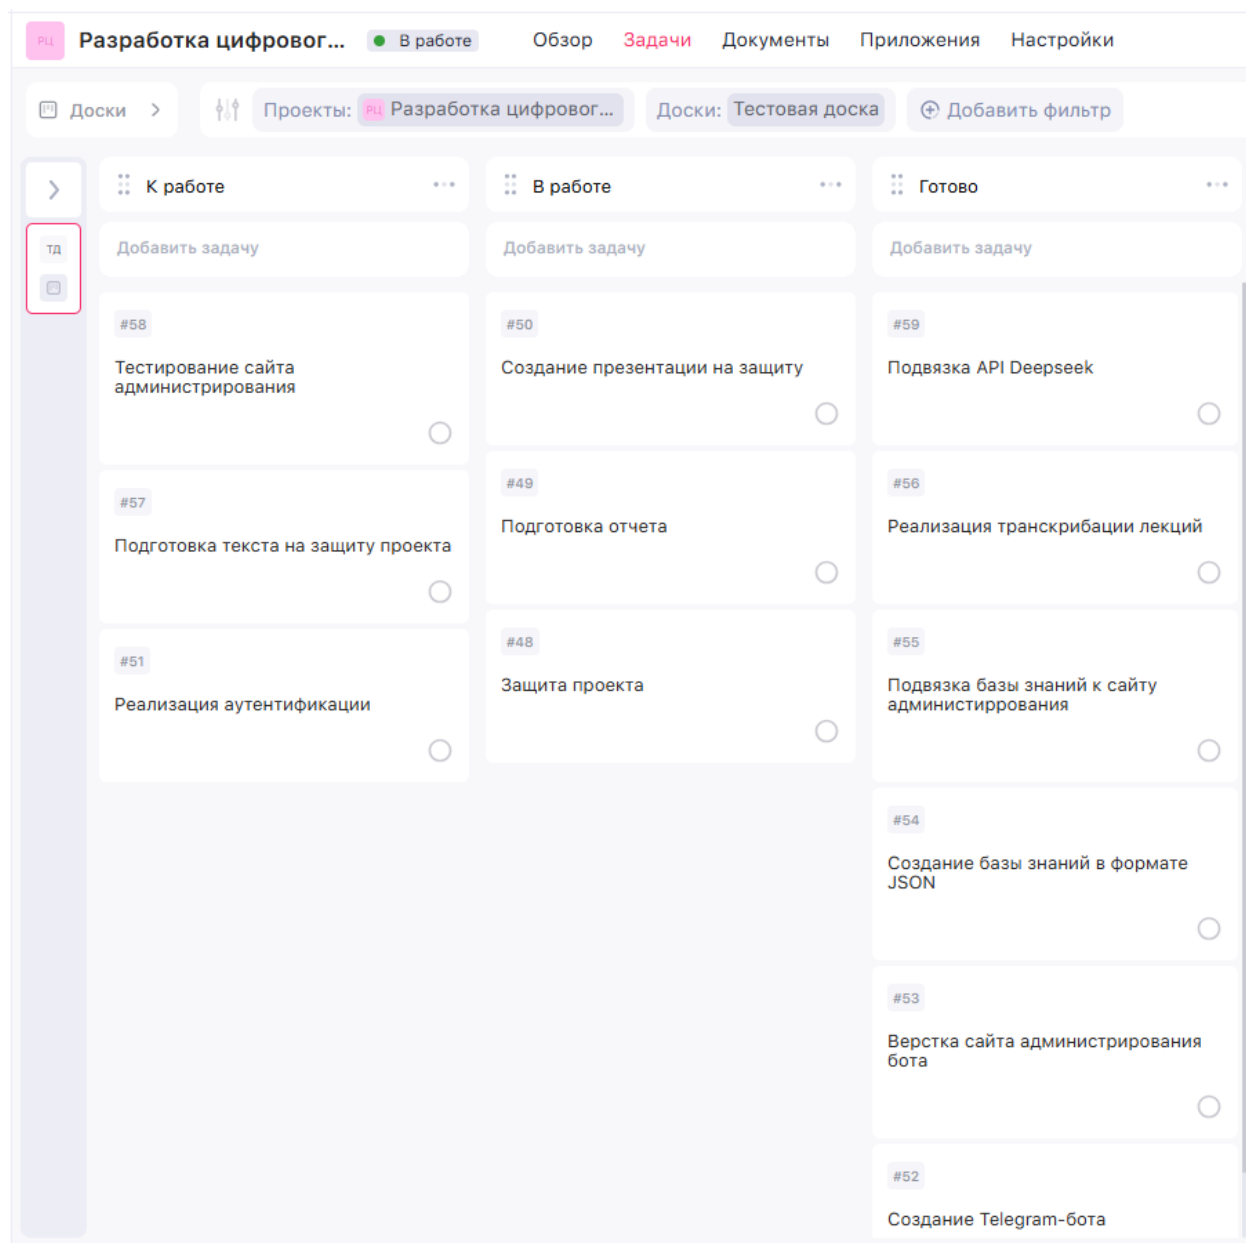 РЦ Разработка цифровог... В работе Обзор Задачи Документы Приложения Настройки
Доски Проекты: РЦ Разработка цифровог... Доски: Тестовая доска Добавить фильтр
ТД
К работе
Добавить задачу
#58
Тестирование сайта
администрирования
#57
Подготовка текста на защиту проекта
#51
Реализация аутентификации
В работе
Добавить задачу
#50
Создание презентации на защиту
#49
Подготовка отчета
#48
Защита проекта
Готово
Добавить задачу
#59
Подвязка API Deepseek
#56
Реализация транскрибации лекций
#55
Подвязка базы знаний к сайту
администиррования
#54
Создание базы знаний в формате
JSON
#53
Верстка сайта администрирования
бота
#52
Создание Telegram-бота